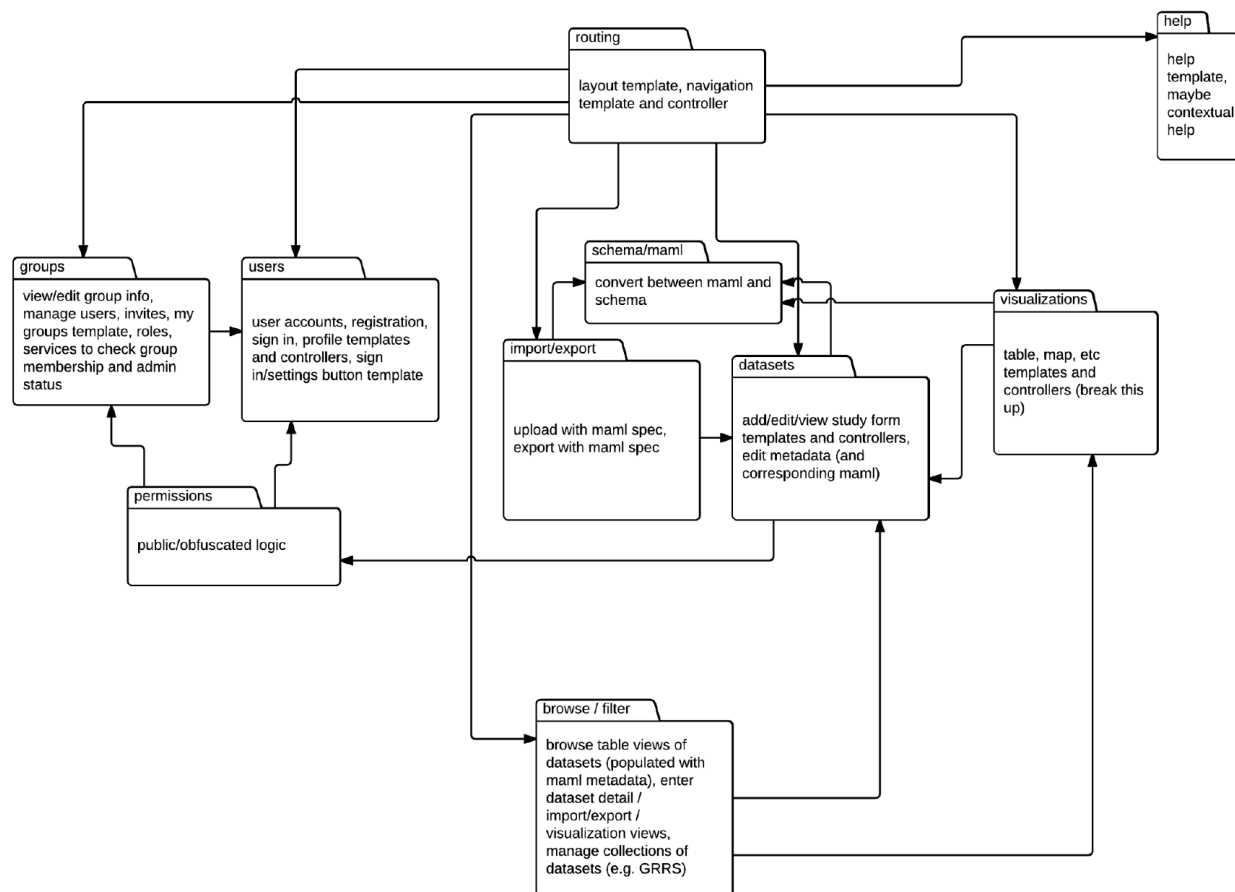 routing
layout template, navigation
template and controller
help
help
template,
maybe
contextual
help
groups
view/edit group info,
manage users, invites, my
groups template, roles,
services to check group
membership and admin
status
users
user accounts, registration,
sign in, profile templates
and controllers, sign
in/settings button template
schema/maml
convert between maml and
schema
visualizations
table, map, etc
templates and
controllers (break this
up)
import/export
upload with maml spec,
export with maml spec
datasets
add/edit/view study form
templates and controllers,
edit metadata (and
corresponding maml)
permissions
public/obfuscated logic
browse / filter
browse table views of
datasets (populated with
maml metadata), enter
dataset detail /
import/export /
visualization views,
manage collections of
datasets (e.g. GRRS)